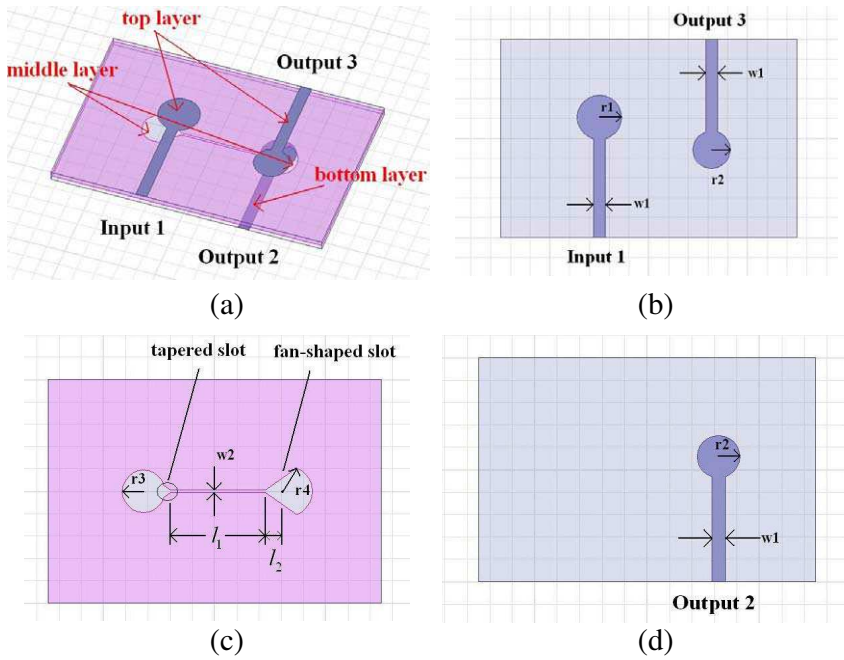 top layer
Output 3
middle layer
bottom layer
Input 1
Output 2
(a)
Output 3
w1
r1
r2
w1
Input 1
(b)
tapered slot
fan-shaped slot
w2
r3
r4
l1
l2
(c)
r2
w1
Output 2
(d)